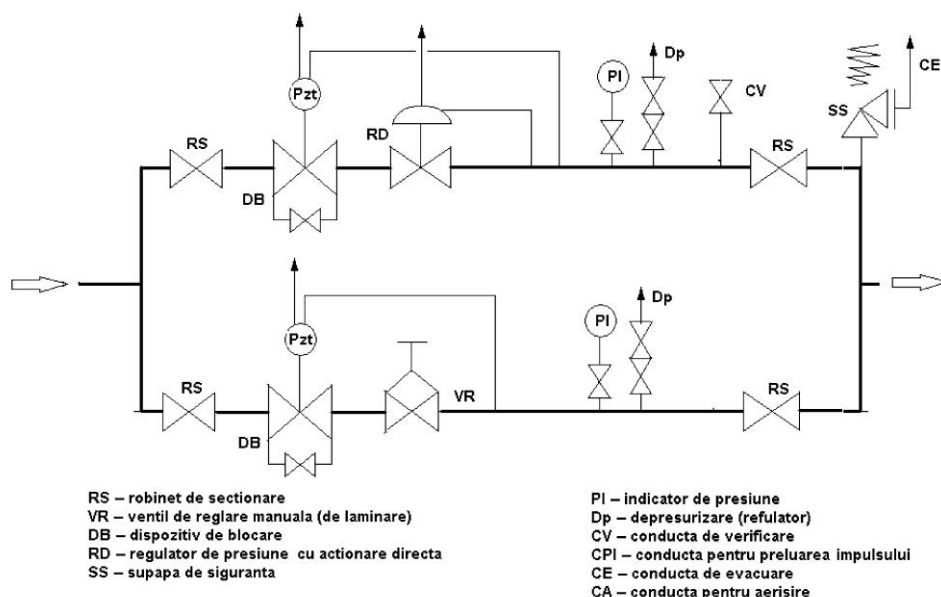 Dp
CE
PI
Pzt
CV
SS
RD
RS
RS
DB
Dp
PI
Pzt
RS
VR
RS
DB
RS – robinet de sectionare
VR – ventil de reglare manuala (de laminare)
DB – dispozitiv de blocare
RD – regulator de presiune cu actionare directa
SS – supapa de siguranta
PI – indicator de presiune
Dp – depresurizare (refulator)
CV – conducta de verificare
CPI – conducta pentru preluarea impulsului
CE – conducta de evacuare
CA – conducta pentru aerisire